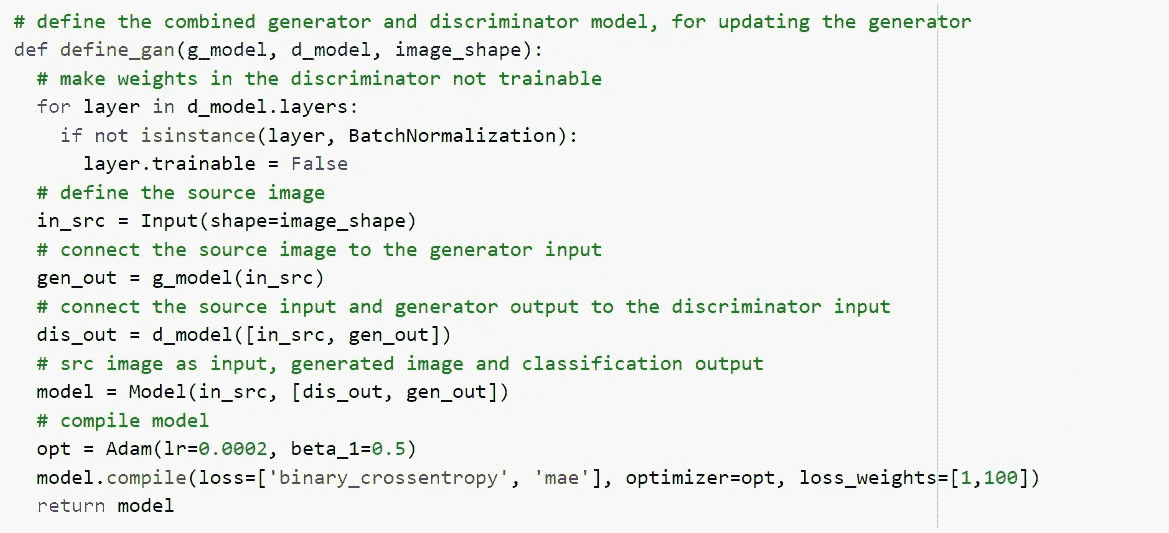 # define the combined generator and discriminator model, for updating the generator
def define_gan(g_model, d_model, image_shape):
  # make weights in the discriminator not trainable
  for layer in d_model.layers:
    if not isinstance(layer, BatchNormalization):
      layer.trainable = False
  # define the source image
  in_src = Input(shape=image_shape)
  # connect the source image to the generator input
  gen_out = g_model(in_src)
  # connect the source input and generator output to the discriminator input
  dis_out = d_model([in_src, gen_out])
  # src image as input, generated image and classification output
  model = Model(in_src, [dis_out, gen_out])
  # compile model
  opt = Adam(lr=0.0002, beta_1=0.5)
  model.compile(loss=['binary_crossentropy', 'mae'], optimizer=opt, loss_weights=[1,100])
  return model